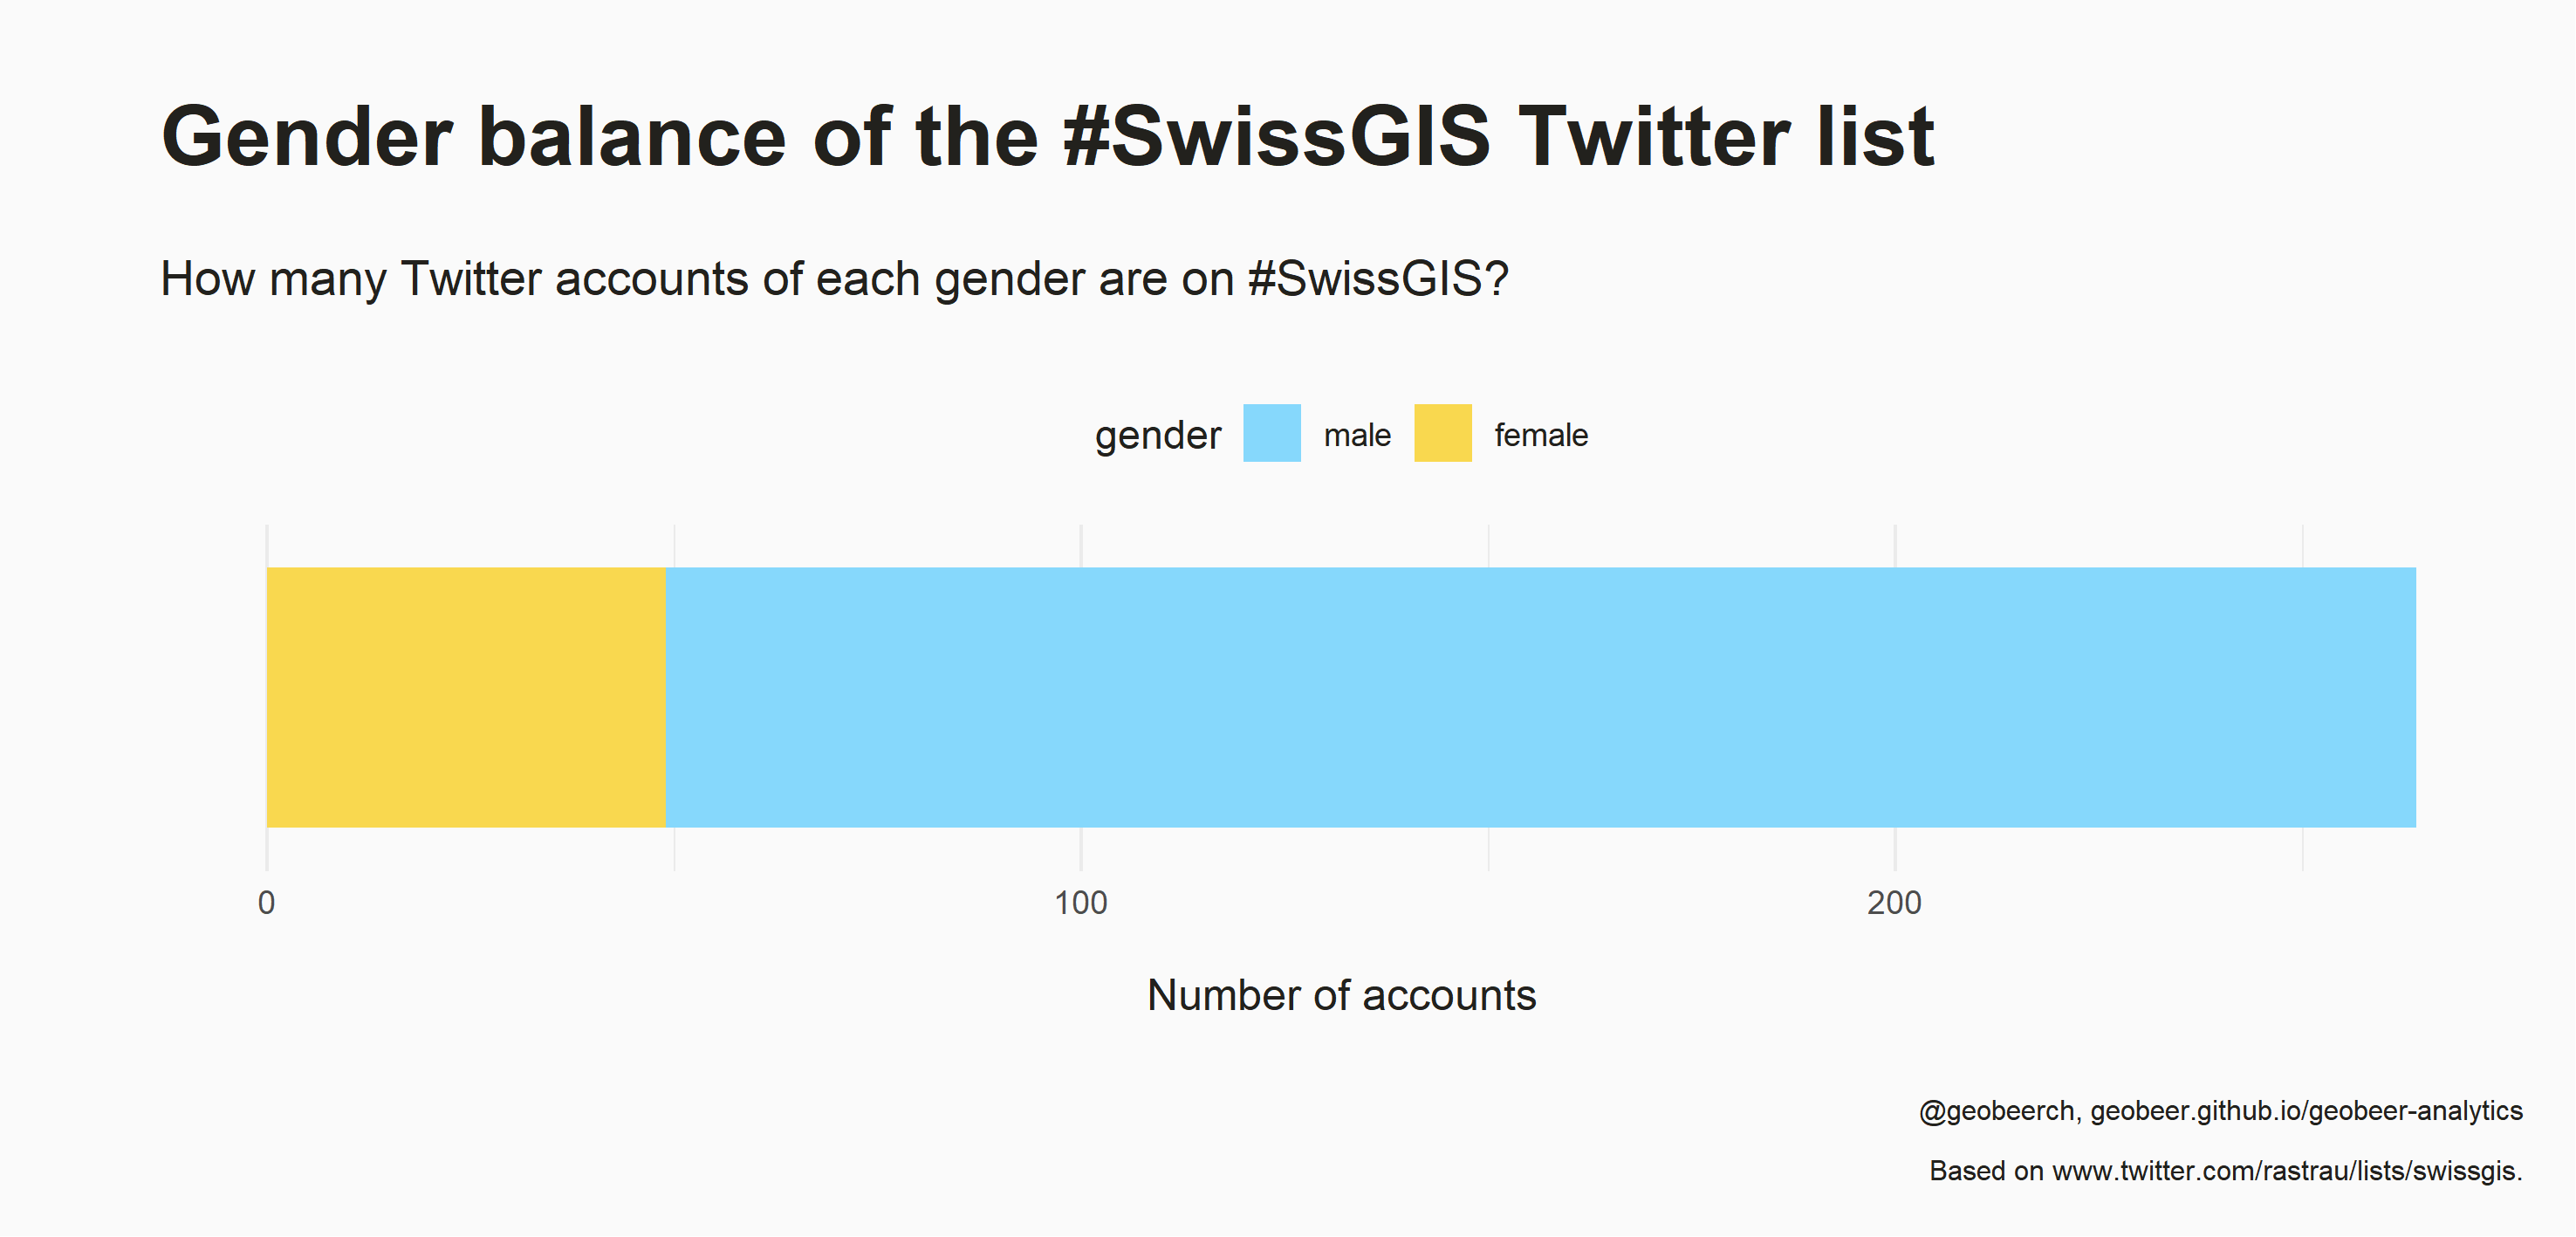 Gender balance of the #SwissGIS Twitter list
How many Twitter accounts of each gender are on #SwissGIS?
gender male female
0 100 200
Number of accounts
@geobeerch, geobeer.github.io/geobeer-analytics
Based on www.twitter.com/rastrau/lists/swissgis.